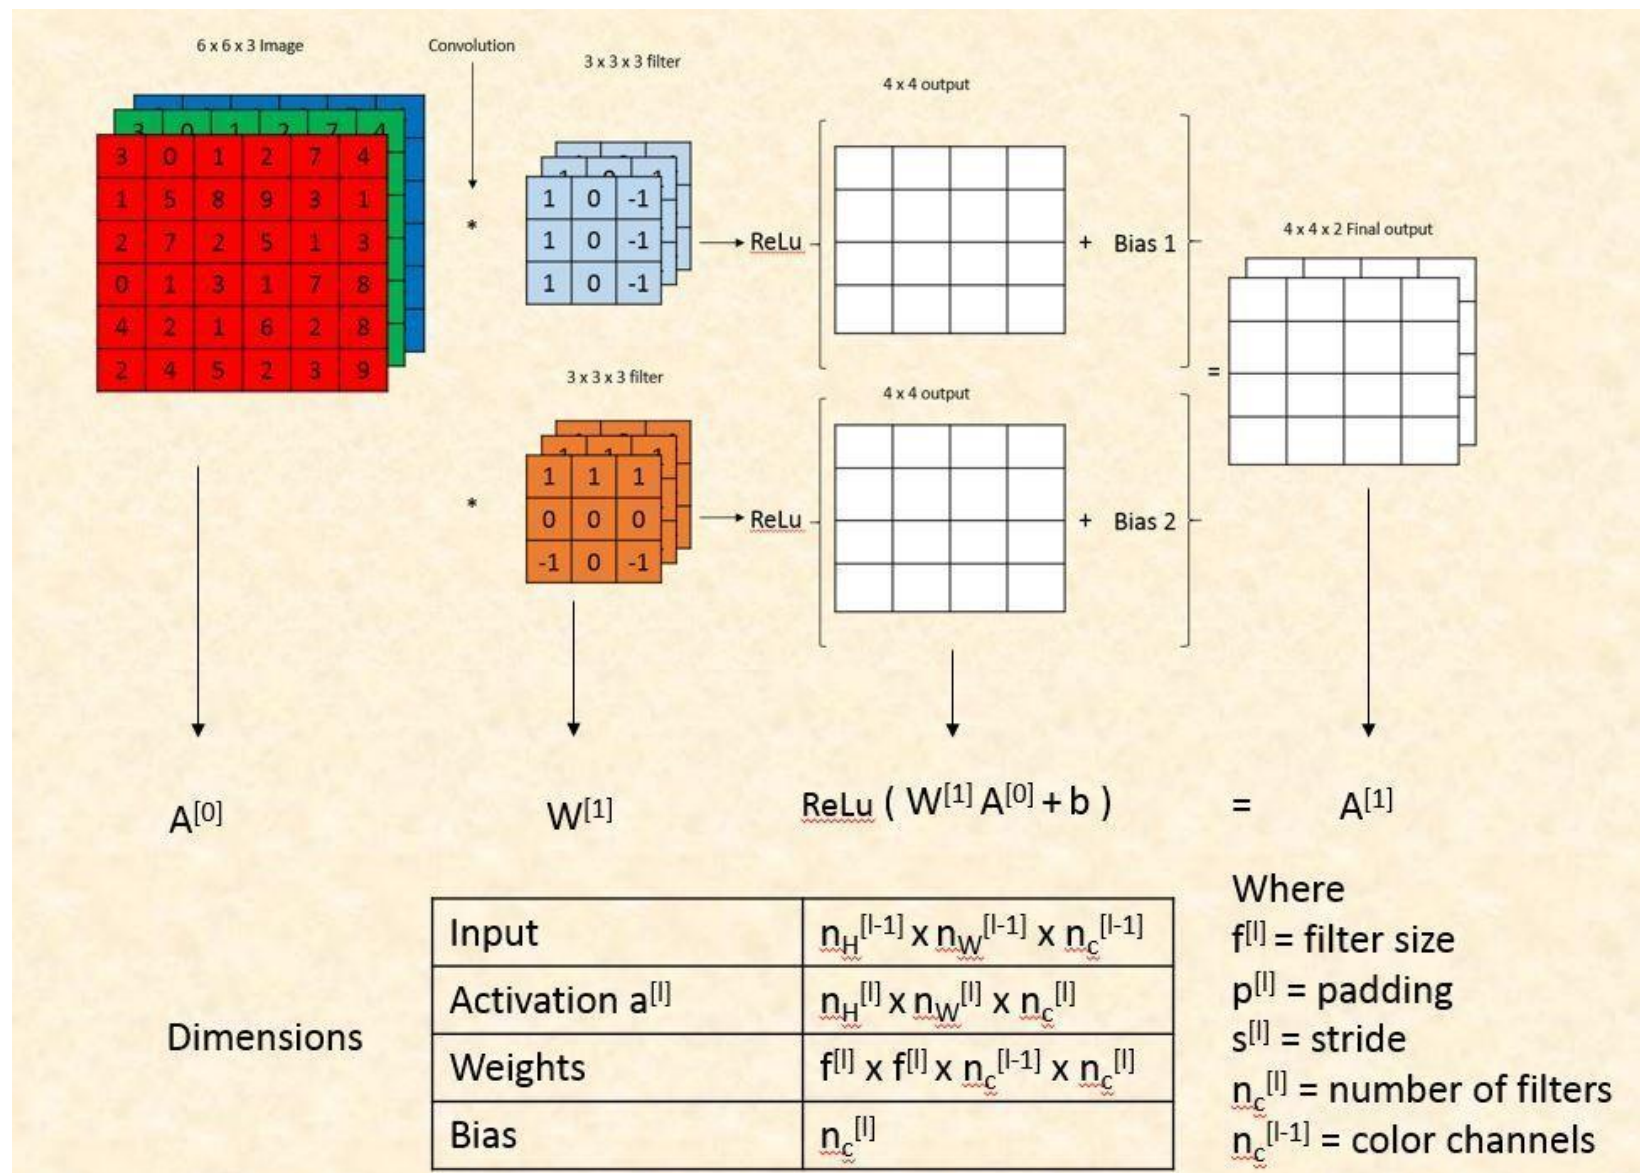 6 x 6 x 3 Image
Convolution
3 x 3 x 3 filter
4 x 4 output
3 0 1 2 7 4
3 0 1 2 7 4
1 5 8 9 3 1
2 7 2 5 1 3
0 1 3 1 7 8
4 2 1 6 2 8
2 4 5 2 3 9
*
1 0 -1
1 0 -1
1 0 -1
ReLu
+ Bias 1
4 x 4 x 2 Final output
=
3 x 3 x 3 filter
4 x 4 output
*
1 1 1
0 0 0
-1 0 -1
ReLu
+ Bias 2
A[0]
W[1]
ReLu ( W[1] A[0] + b )
=
A[1]
Dimensions
Input nH[l-1] x nW[l-1] x nc[l-1]
Activation a[l] nH[l] x nW[l] x nc[l]
Weights f[l] x f[l] x nc[l-1] x nc[l]
Bias nc[l]
Where
f[l] = filter size
p[l] = padding
s[l] = stride
nc[l] = number of filters
nc[l-1] = color channels